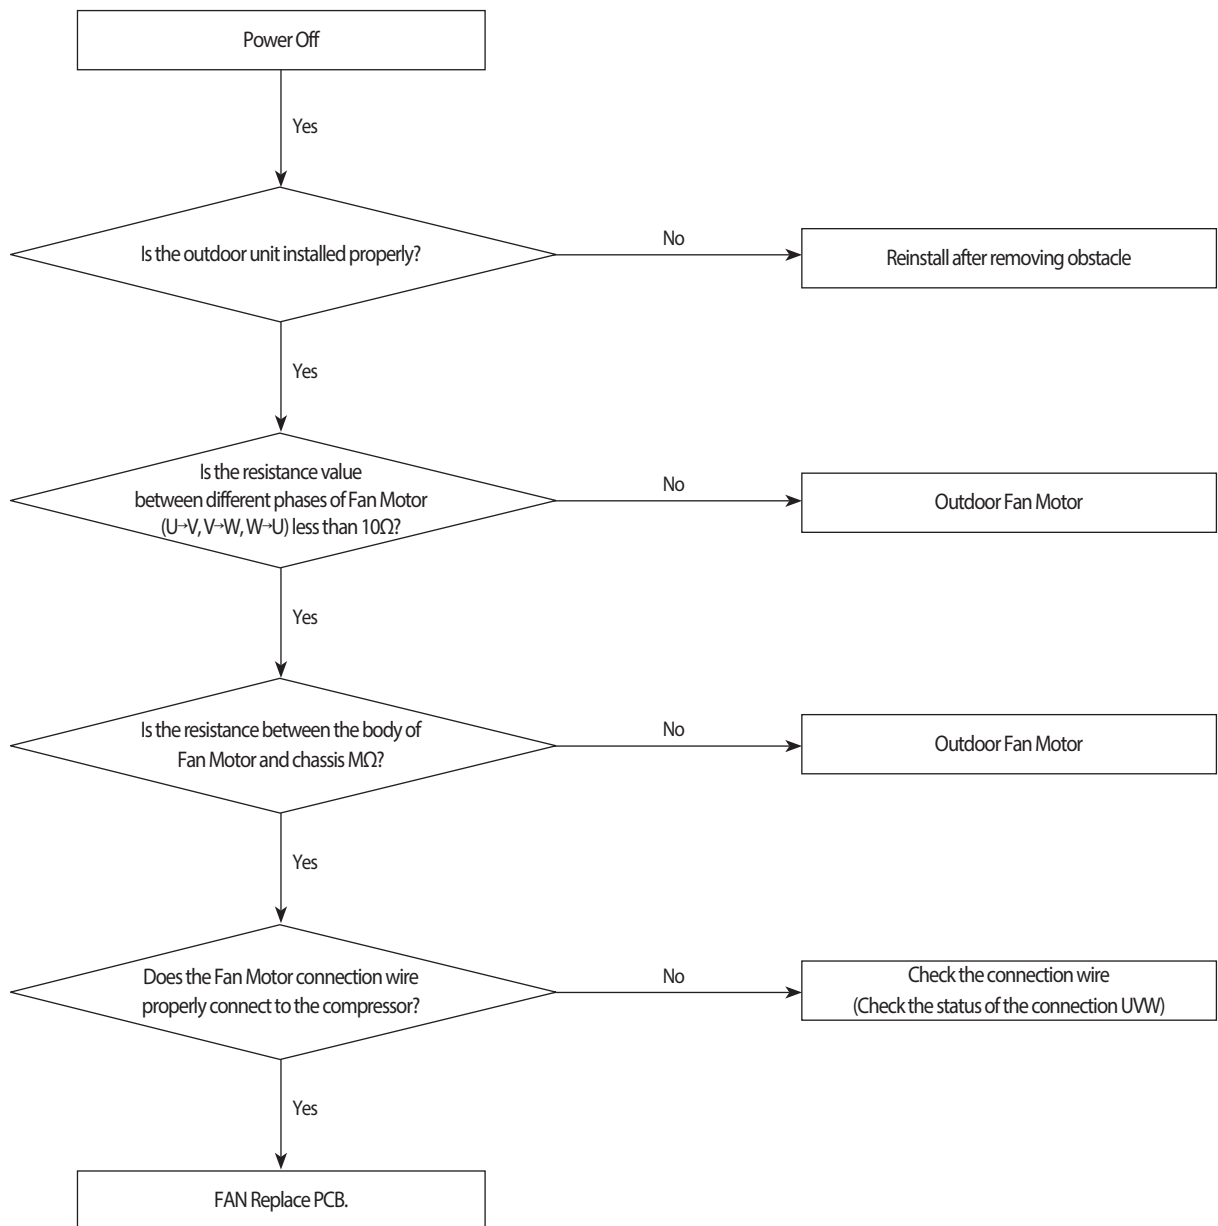 Power Off
Yes
Is the outdoor unit installed properly?
No
Reinstall after removing obstacle
Yes
Is the resistance value
between different phases of Fan Motor
(U→V, V→W, W→U) less than 10Ω?
No
Outdoor Fan Motor
Yes
Is the resistance between the body of
Fan Motor and chassis MΩ?
No
Outdoor Fan Motor
Yes
Does the Fan Motor connection wire
properly connect to the compressor?
No
Check the connection wire
(Check the status of the connection UVW)
Yes
FAN Replace PCB.